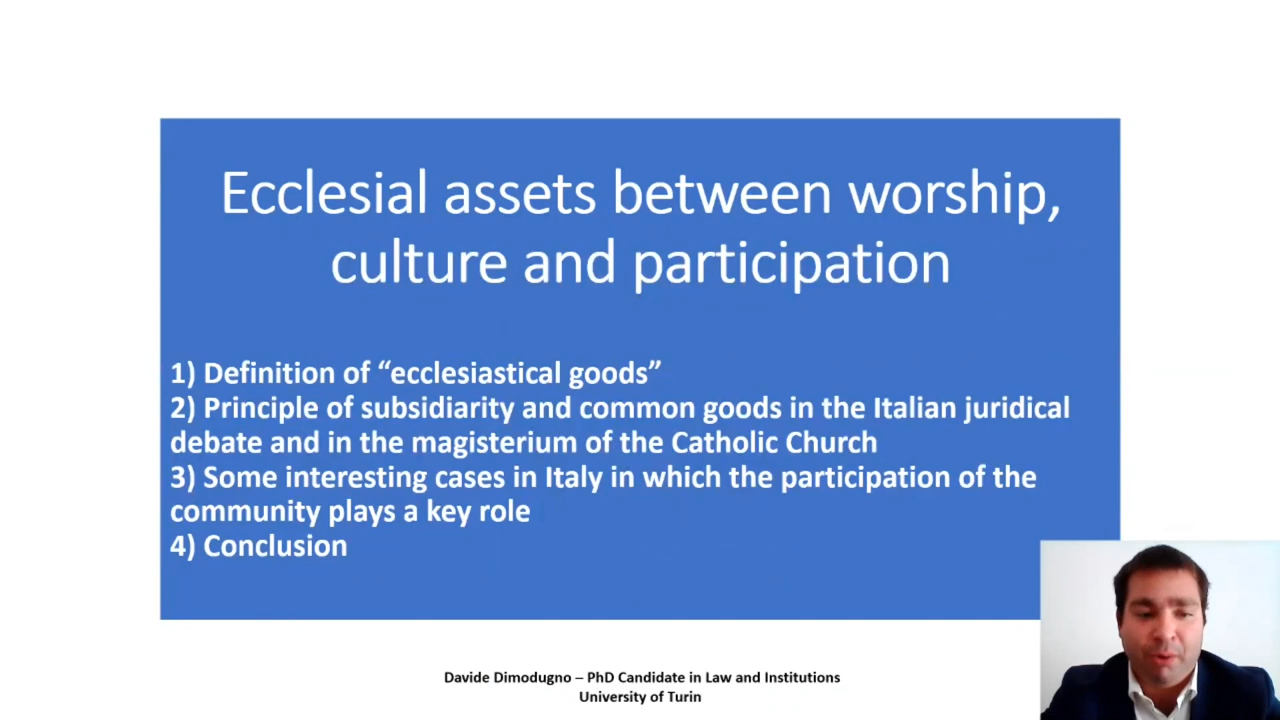 Ecclesial assets between worship,
culture and participation
1) Definition of “ecclesiastical goods”
2) Principle of subsidiarity and common goods in the Italian juridical
debate and in the magisterium of the Catholic Church
3) Some interesting cases in Italy in which the participation of the
community plays a key role
4) Conclusion
Davide Dimodugno – PhD Candidate in Law and Institutions
University of Turin